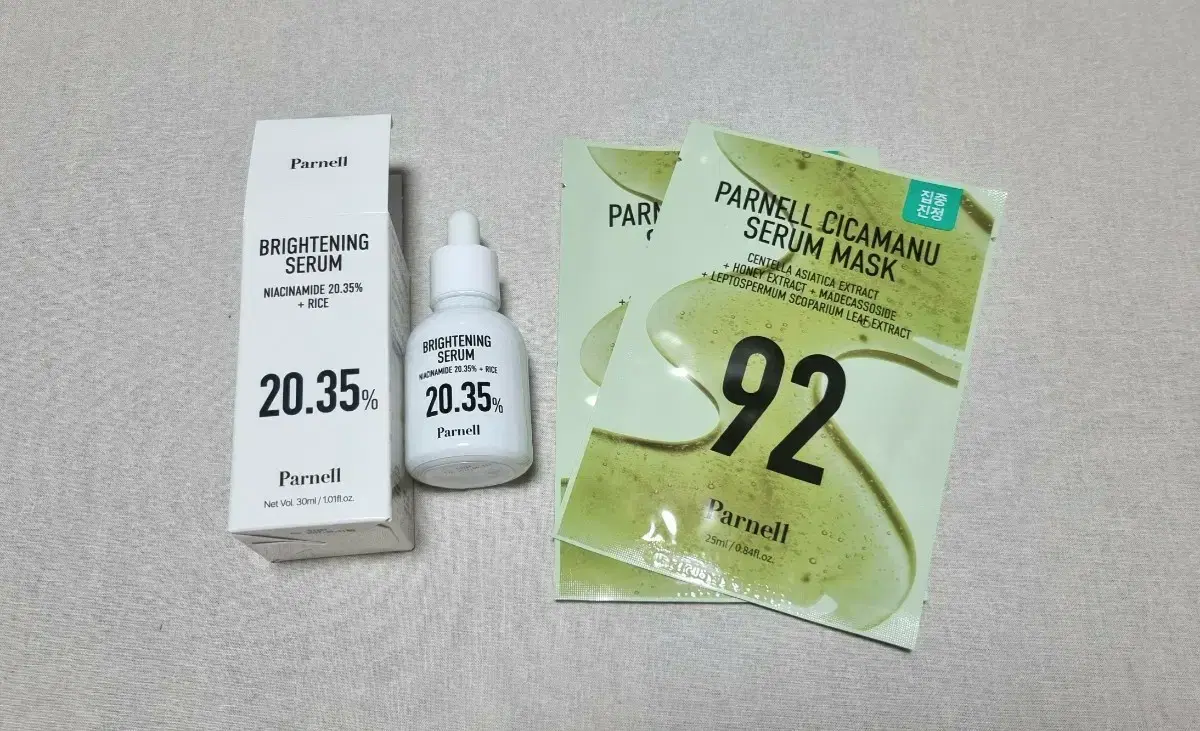 Parnell
BRIGHTENING
SERUM
NIACINAMIDE 20.35%
+ RICE
20.35%
Parnell
Net Vol. 30ml / 1.01fl.oz.
BRIGHTENING
SERUM
NIACINAMIDE 20.35% + RICE
20.35%
Parnell
PARN
+
집중
진정
PARNELL CICAMANU
SERUM MASK
CENTELLA ASIATICA EXTRACT
+ HONEY EXTRACT + MADECASSOSIDE
+ LEPTOSPERMUM SCOPARIUM LEAF EXTRACT
92
Parnell
25ml / 0.84fl.oz.